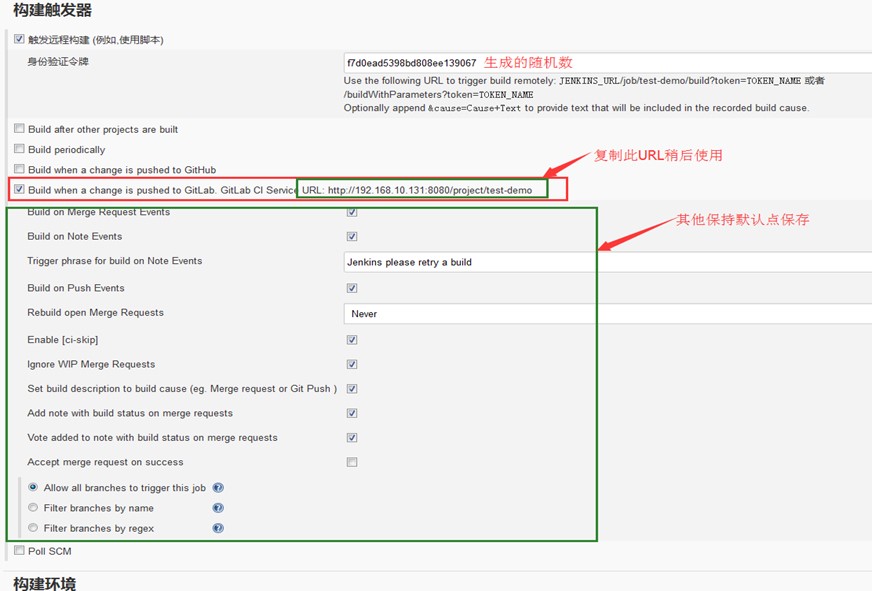 构建触发器
触发远程构建 (例如,使用脚本)
身份验证令牌
f7d0ead5398bd808ee139067 生成的随机数
Use the following URL to trigger build remotely: JENKINS_URL/job/test-demo/build?token=TOKEN_NAME 或者
/buildWithParameters?token=TOKEN_NAME
Optionally append &cause=Cause+Text to provide text that will be included in the recorded build cause.
Build after other projects are built
Build periodically
复制此URL稍后使用
Build when a change is pushed to GitHub
Build when a change is pushed to GitLab. GitLab CI Service URL: http://192.168.10.131:8080/project/test-demo
Build on Merge Request Events
其他保持默认点保存
Build on Note Events
Trigger phrase for build on Note Events
Jenkins please retry a build
Build on Push Events
Rebuild open Merge Requests
Never
Enable [ci-skip]
Ignore WIP Merge Requests
Set build description to build cause (eg. Merge request or Git Push )
Add note with build status on merge requests
Vote added to note with build status on merge requests
Accept merge request on success
Allow all branches to trigger this job
Filter branches by name
Filter branches by regex
Poll SCM
构建环境